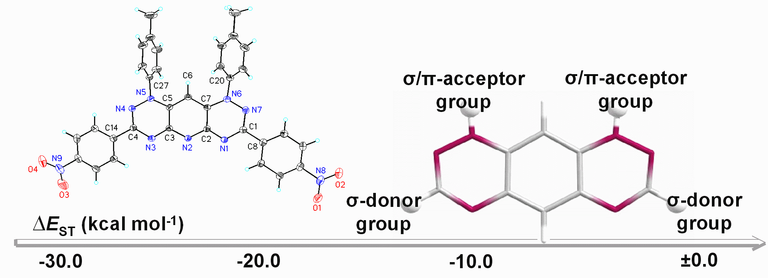 C27
C6
C20
N5
N6
N4
C5
C7
N7
C14
C4
C3
C2
C1
N3
N2
N1
C8
O4
N9
O3
N8
O2
O1
σ/π-acceptor
group
σ/π-acceptor
group
σ-donor
group
σ-donor
group
ΔEST (kcal mol-1)
-30.0
-20.0
-10.0
±0.0